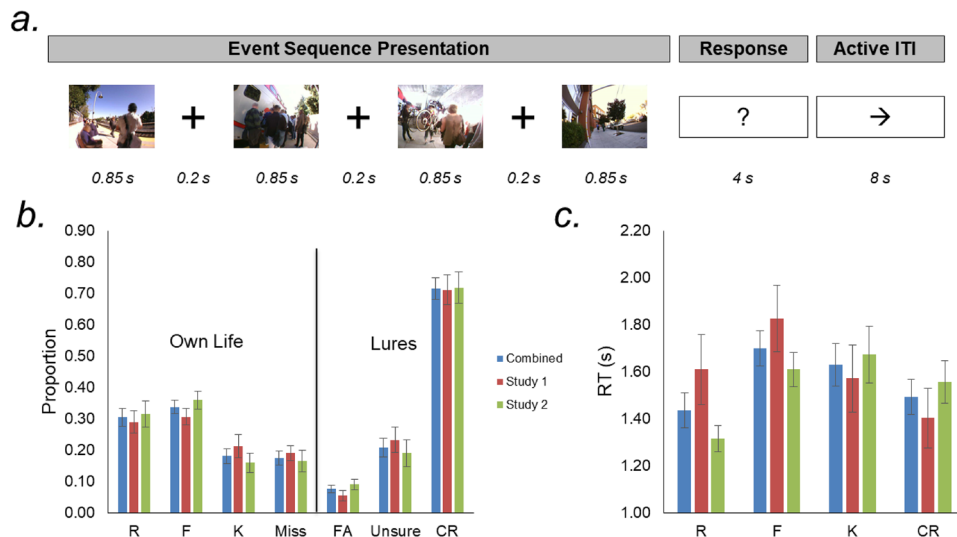 a.
Event Sequence Presentation Response Active ITI
+ + + ? →
0.85 s 0.2 s 0.85 s 0.2 s 0.85 s 0.2 s 0.85 s 4 s 8 s
b.
Proportion
0.90
0.80
0.70
0.60
0.50
0.40
0.30
0.20
0.10
0.00
Own Life Lures
R F K Miss FA Unsure CR
Combined
Study 1
Study 2
c.
RT (s)
2.20
2.00
1.80
1.60
1.40
1.20
1.00
R F K CR